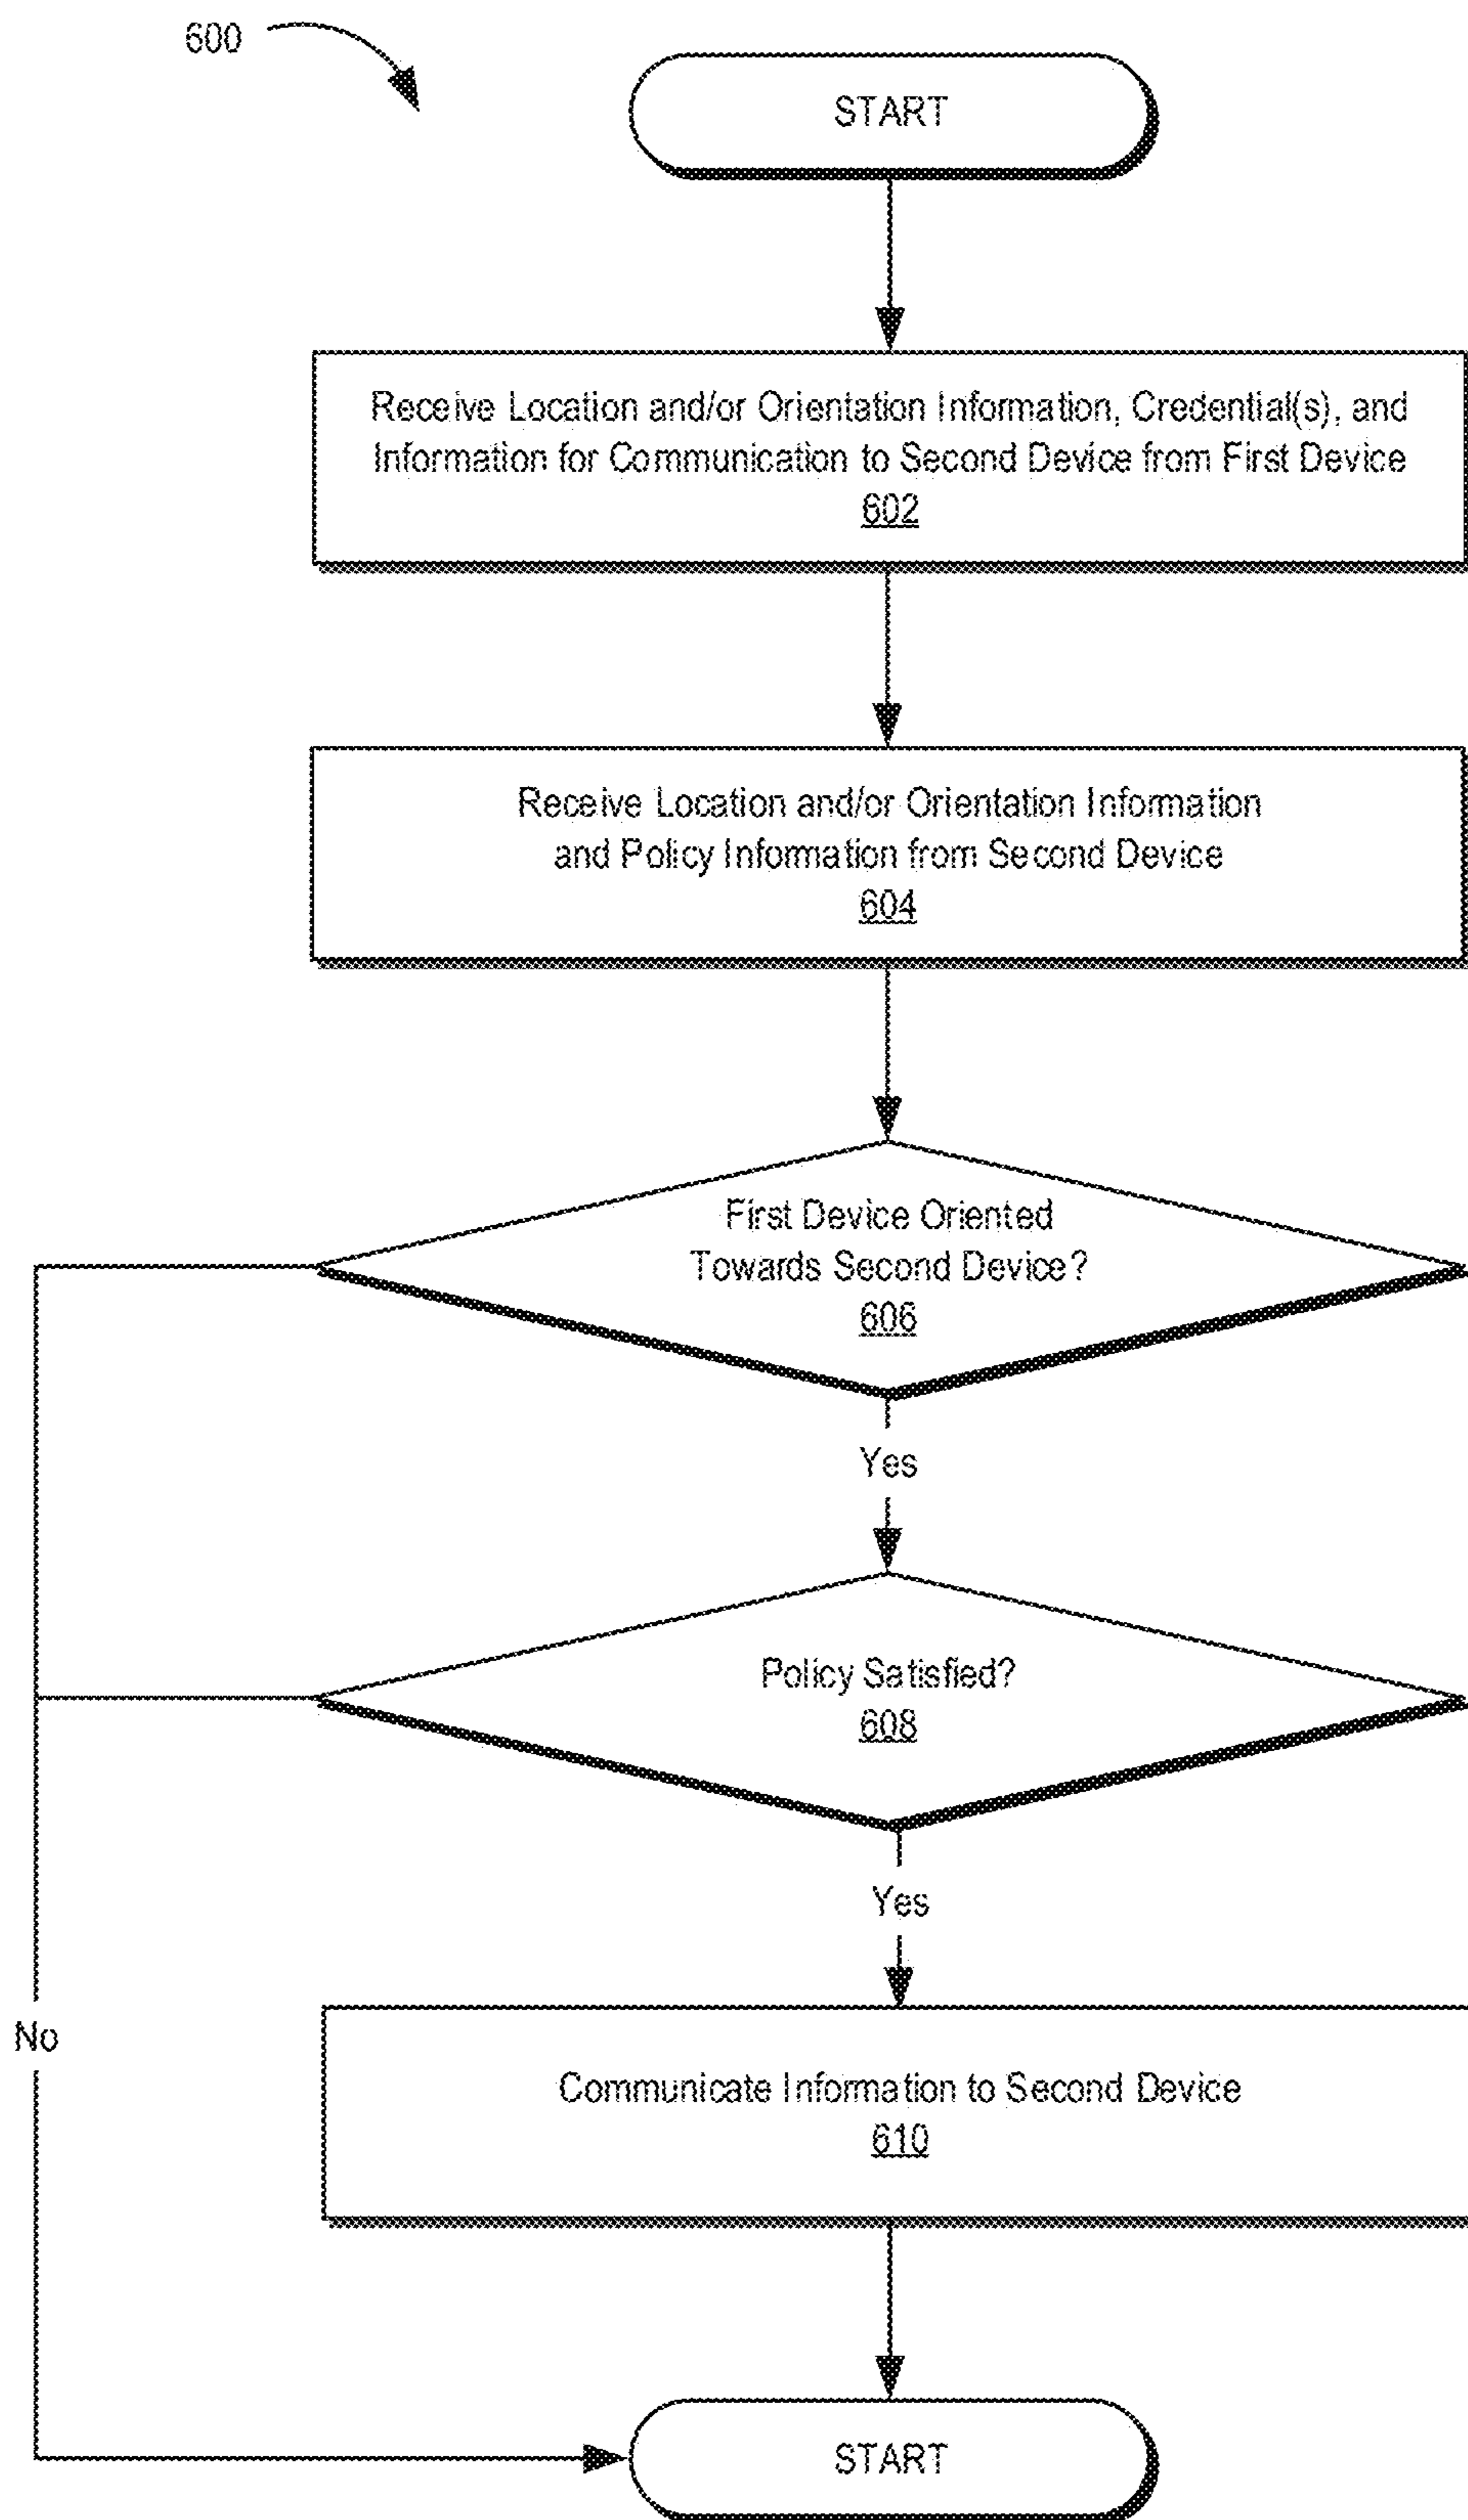 600
START
Receive Location and/or Orientation Information, Credential(s), and
Information for Communication to Second Device from First Device
602
Receive Location and/or Orientation Information
and Policy Information from Second Device
604
First Device Oriented
Towards Second Device?
606
Yes
Policy Satisfied?
608
Yes
No
Communicate Information to Second Device
610
START